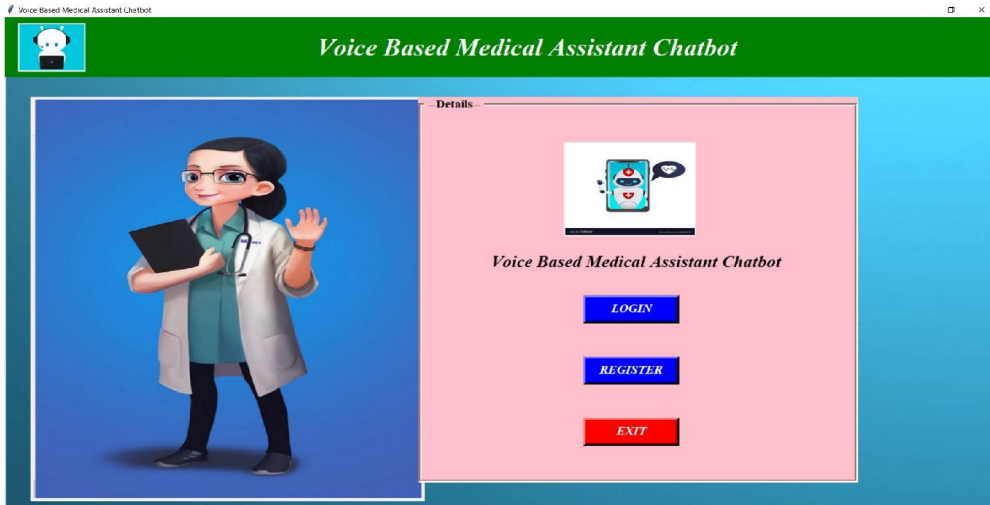 Voice Based Medical Assistant Chatbot
Voice Based Medical Assistant Chatbot
--Details--
Voice Based Medical Assistant Chatbot
LOGIN
REGISTER
EXIT